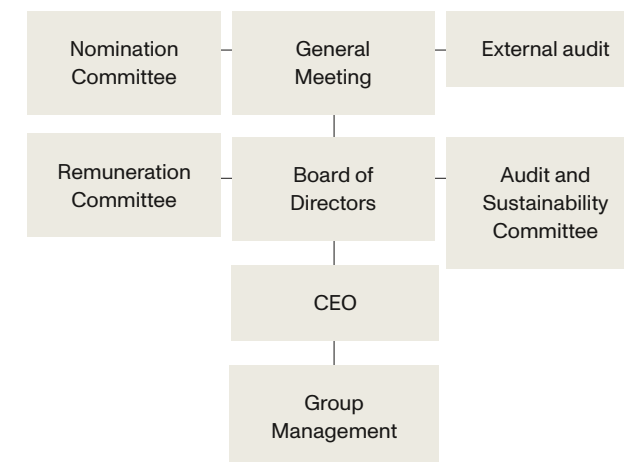 Nomination
Committee
General
Meeting
External audit
Remuneration
Committee
Board of
Directors
Audit and
Sustainability
Committee
CEO
Group
Management